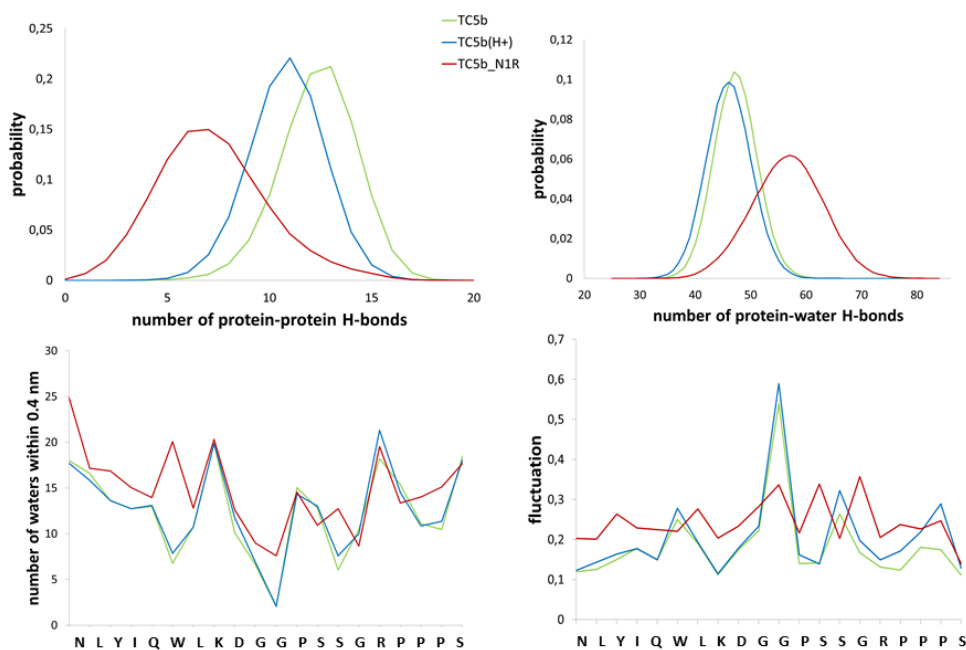 TC5b
TC5b(H+)
TC5b_N1R
0,25
0,2
0,15
0,1
0,05
0
probability
0 5 10 15 20
number of protein-protein H-bonds
0,12
0,1
0,08
0,06
0,04
0,02
0
probability
20 30 40 50 60 70 80
number of protein-water H-bonds
30
25
20
15
10
5
0
number of waters within 0.4 nm
N L Y I Q W L K D G G P S S G R P P P S
0,7
0,6
0,5
0,4
0,3
0,2
0,1
0
fluctuation
N L Y I Q W L K D G G P S S G R P P P S